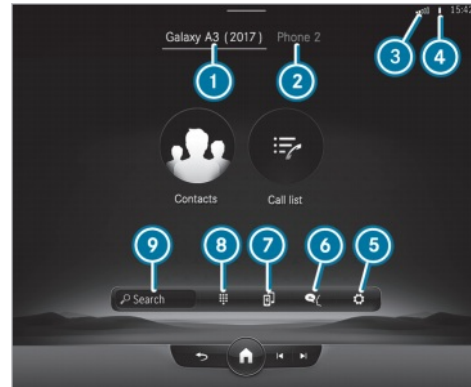 15:42
Galaxy A3 (2017) Phone 2
3 4
1 2
Contacts Call list
9 8 7 6 5
Search